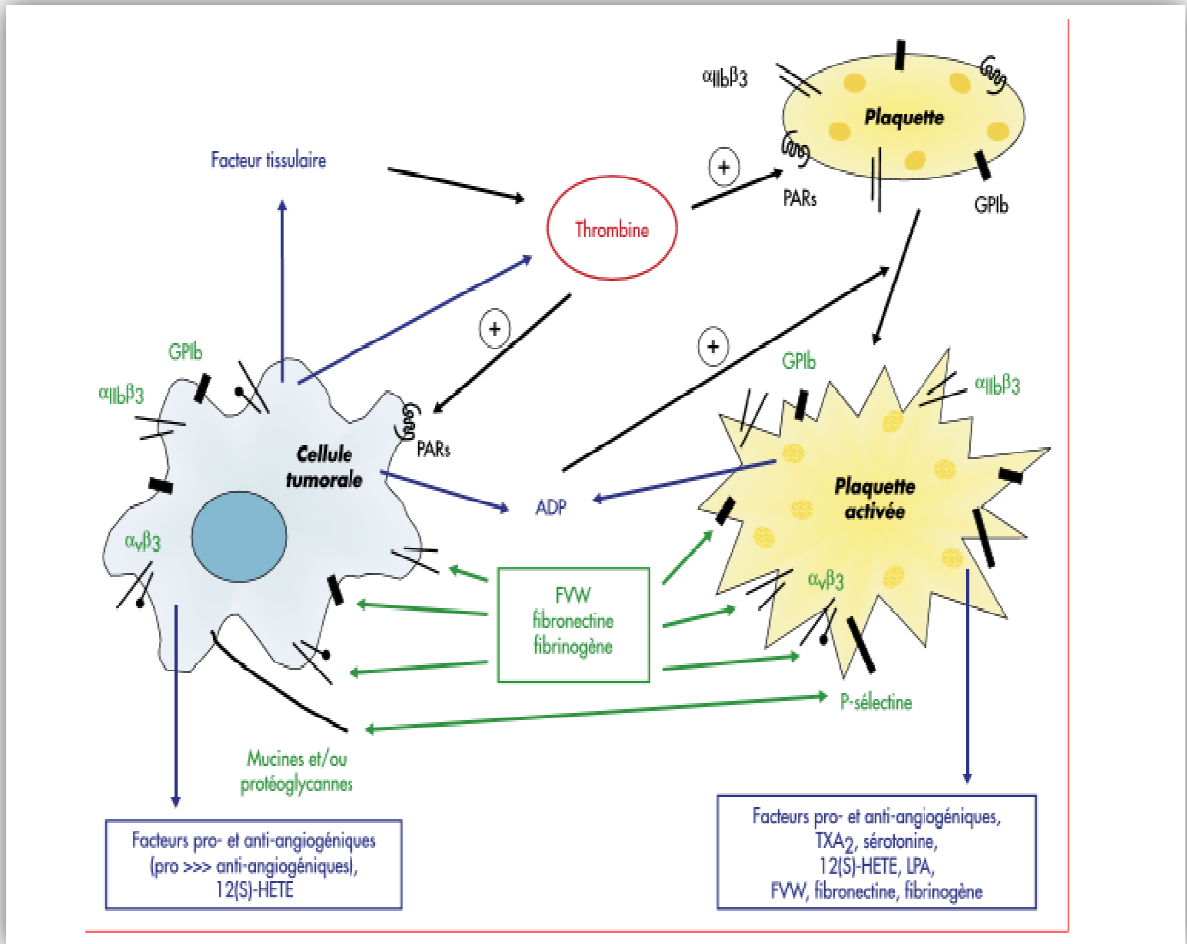 αIIbβ3
Plaquette
PARs
GPIb
Facteur tissulaire
+
Thrombine
+
+
GPIb
αIIbβ3
PARs
Cellule
tumorale
αvβ3
ADP
GPIb
αIIbβ3
Plaquette
activée
αvβ3
FVW
fibronectine
fibrinogène
P-sélectine
Mucines et/ou
protéoglycannes
Facteurs pro- et anti-angiogéniques
(pro >>> anti-angiogéniques),
12(S)-HETE
Facteurs pro- et anti-angiogéniques,
TXA2, sérotonine,
12(S)-HETE, LPA,
FVW, fibronectine, fibrinogène